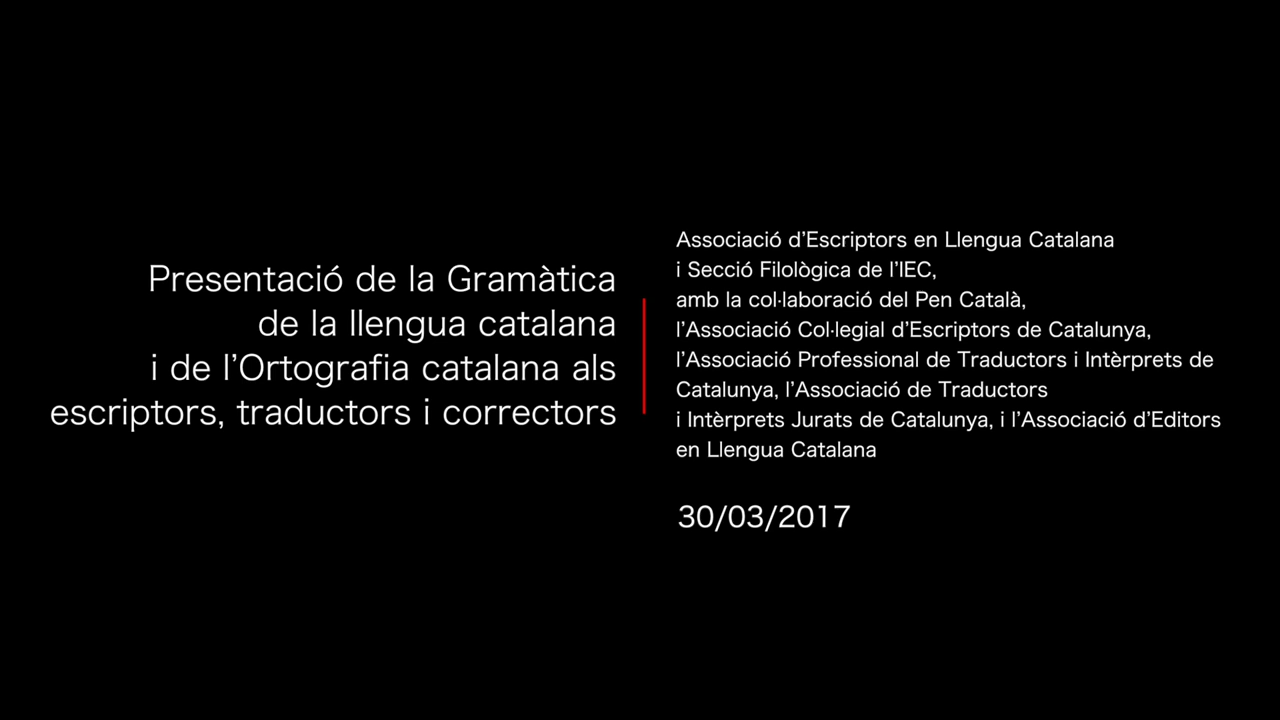 Presentació de la Gramàtica
de la llengua catalana
i de l’Ortografia catalana als
escriptors, traductors i correctors
Associació d’Escriptors en Llengua Catalana
i Secció Filològica de l’IEC,
amb la col·laboració del Pen Català,
l’Associació Col·legial d’Escriptors de Catalunya,
l’Associació Professional de Traductors i Intèrprets de
Catalunya, l’Associació de Traductors
i Intèrprets Jurats de Catalunya, i l’Associació d’Editors
en Llengua Catalana
30/03/2017